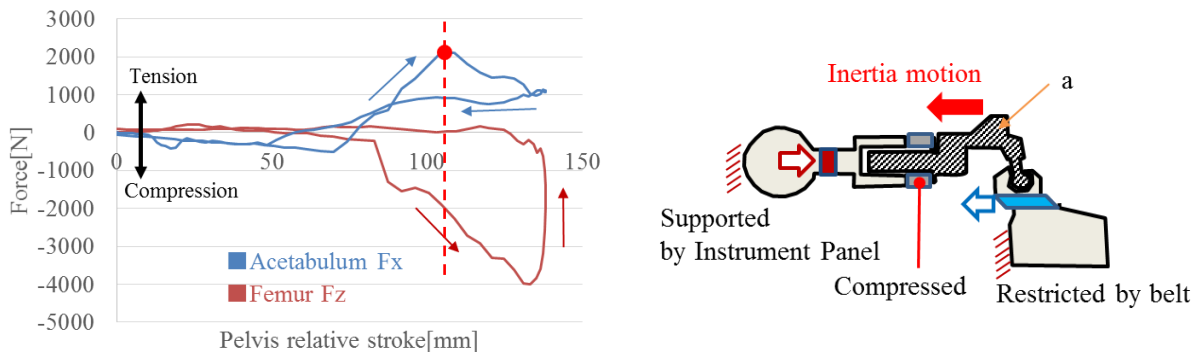 3000
2000
1000
0
-1000
-2000
-3000
-4000
-5000
Force[N]
Tension
Compression
0
50
100
150
Acetabulum Fx
Femur Fz
Pelvis relative stroke[mm]
Inertia motion
a
Supported
by Instrument Panel
Compressed
Restricted by belt